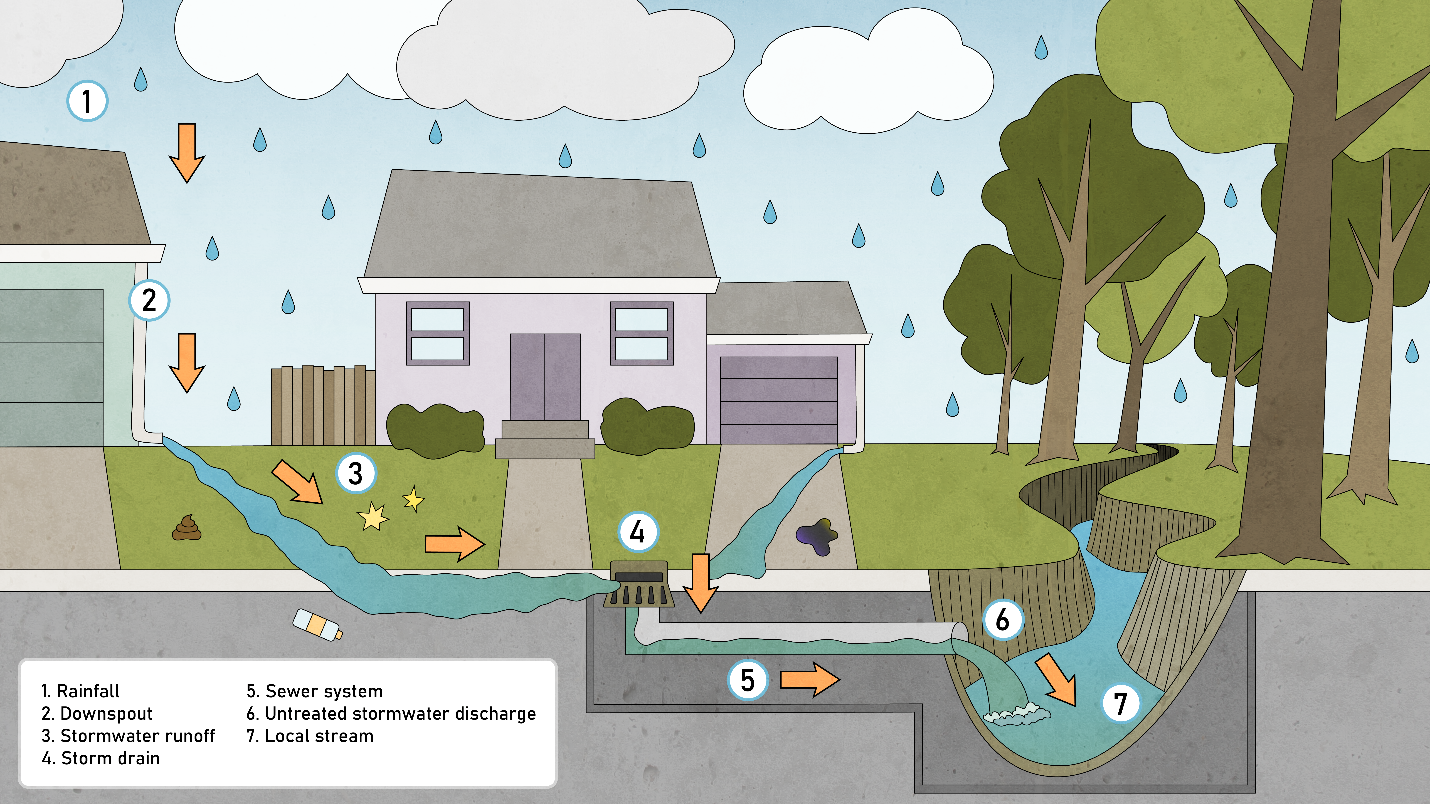 1
2
3
4
5
6
7
1. Rainfall
2. Downspout
3. Stormwater runoff
4. Storm drain
5. Sewer system
6. Untreated stormwater discharge
7. Local stream